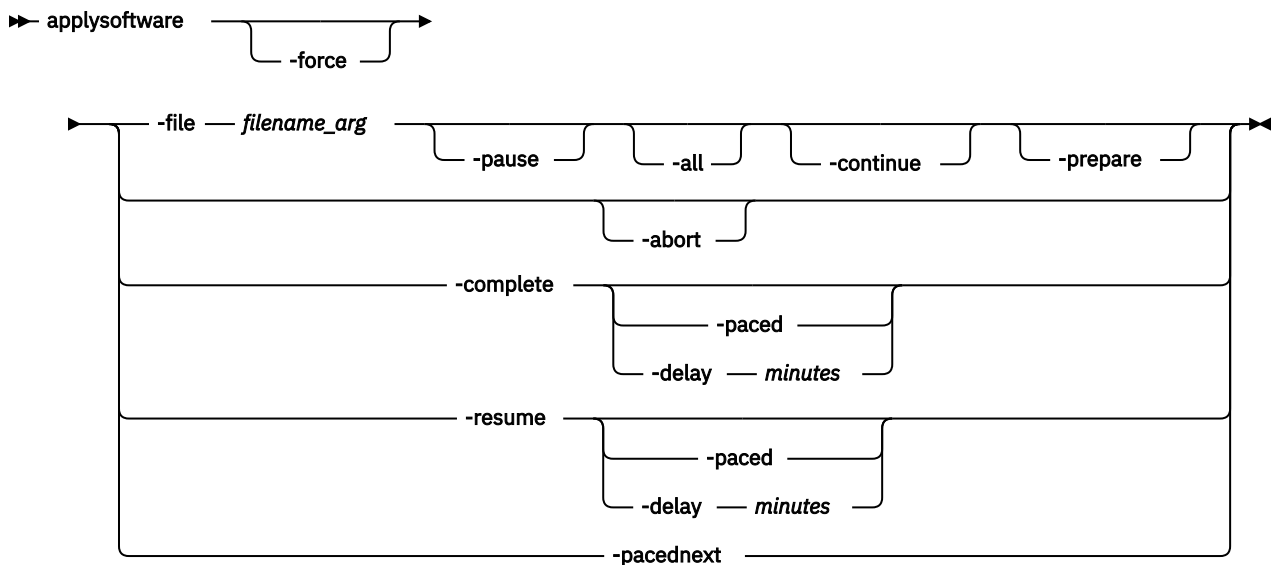 applysoftware
-force
-file filename_arg
-pause -all -continue -prepare
-abort
-complete
-paced
-delay minutes
-resume
-paced
-delay minutes
-pacednext